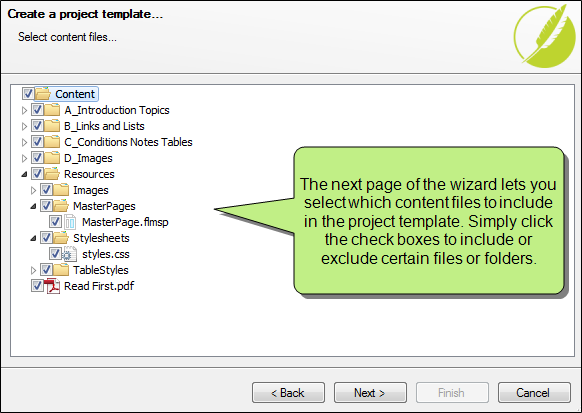 Create a project template...
Select content files...
Content
A_Introduction Topics
B_Links and Lists
C_Conditions Notes Tables
D_Images
Resources
Images
MasterPages
MasterPage.flmsp
Stylesheets
styles.css
TableStyles
Read First.pdf
The next page of the wizard lets you
select which content files to include
in the project template. Simply click
the check boxes to include or
exclude certain files or folders.
< Back
Next >
Finish
Cancel